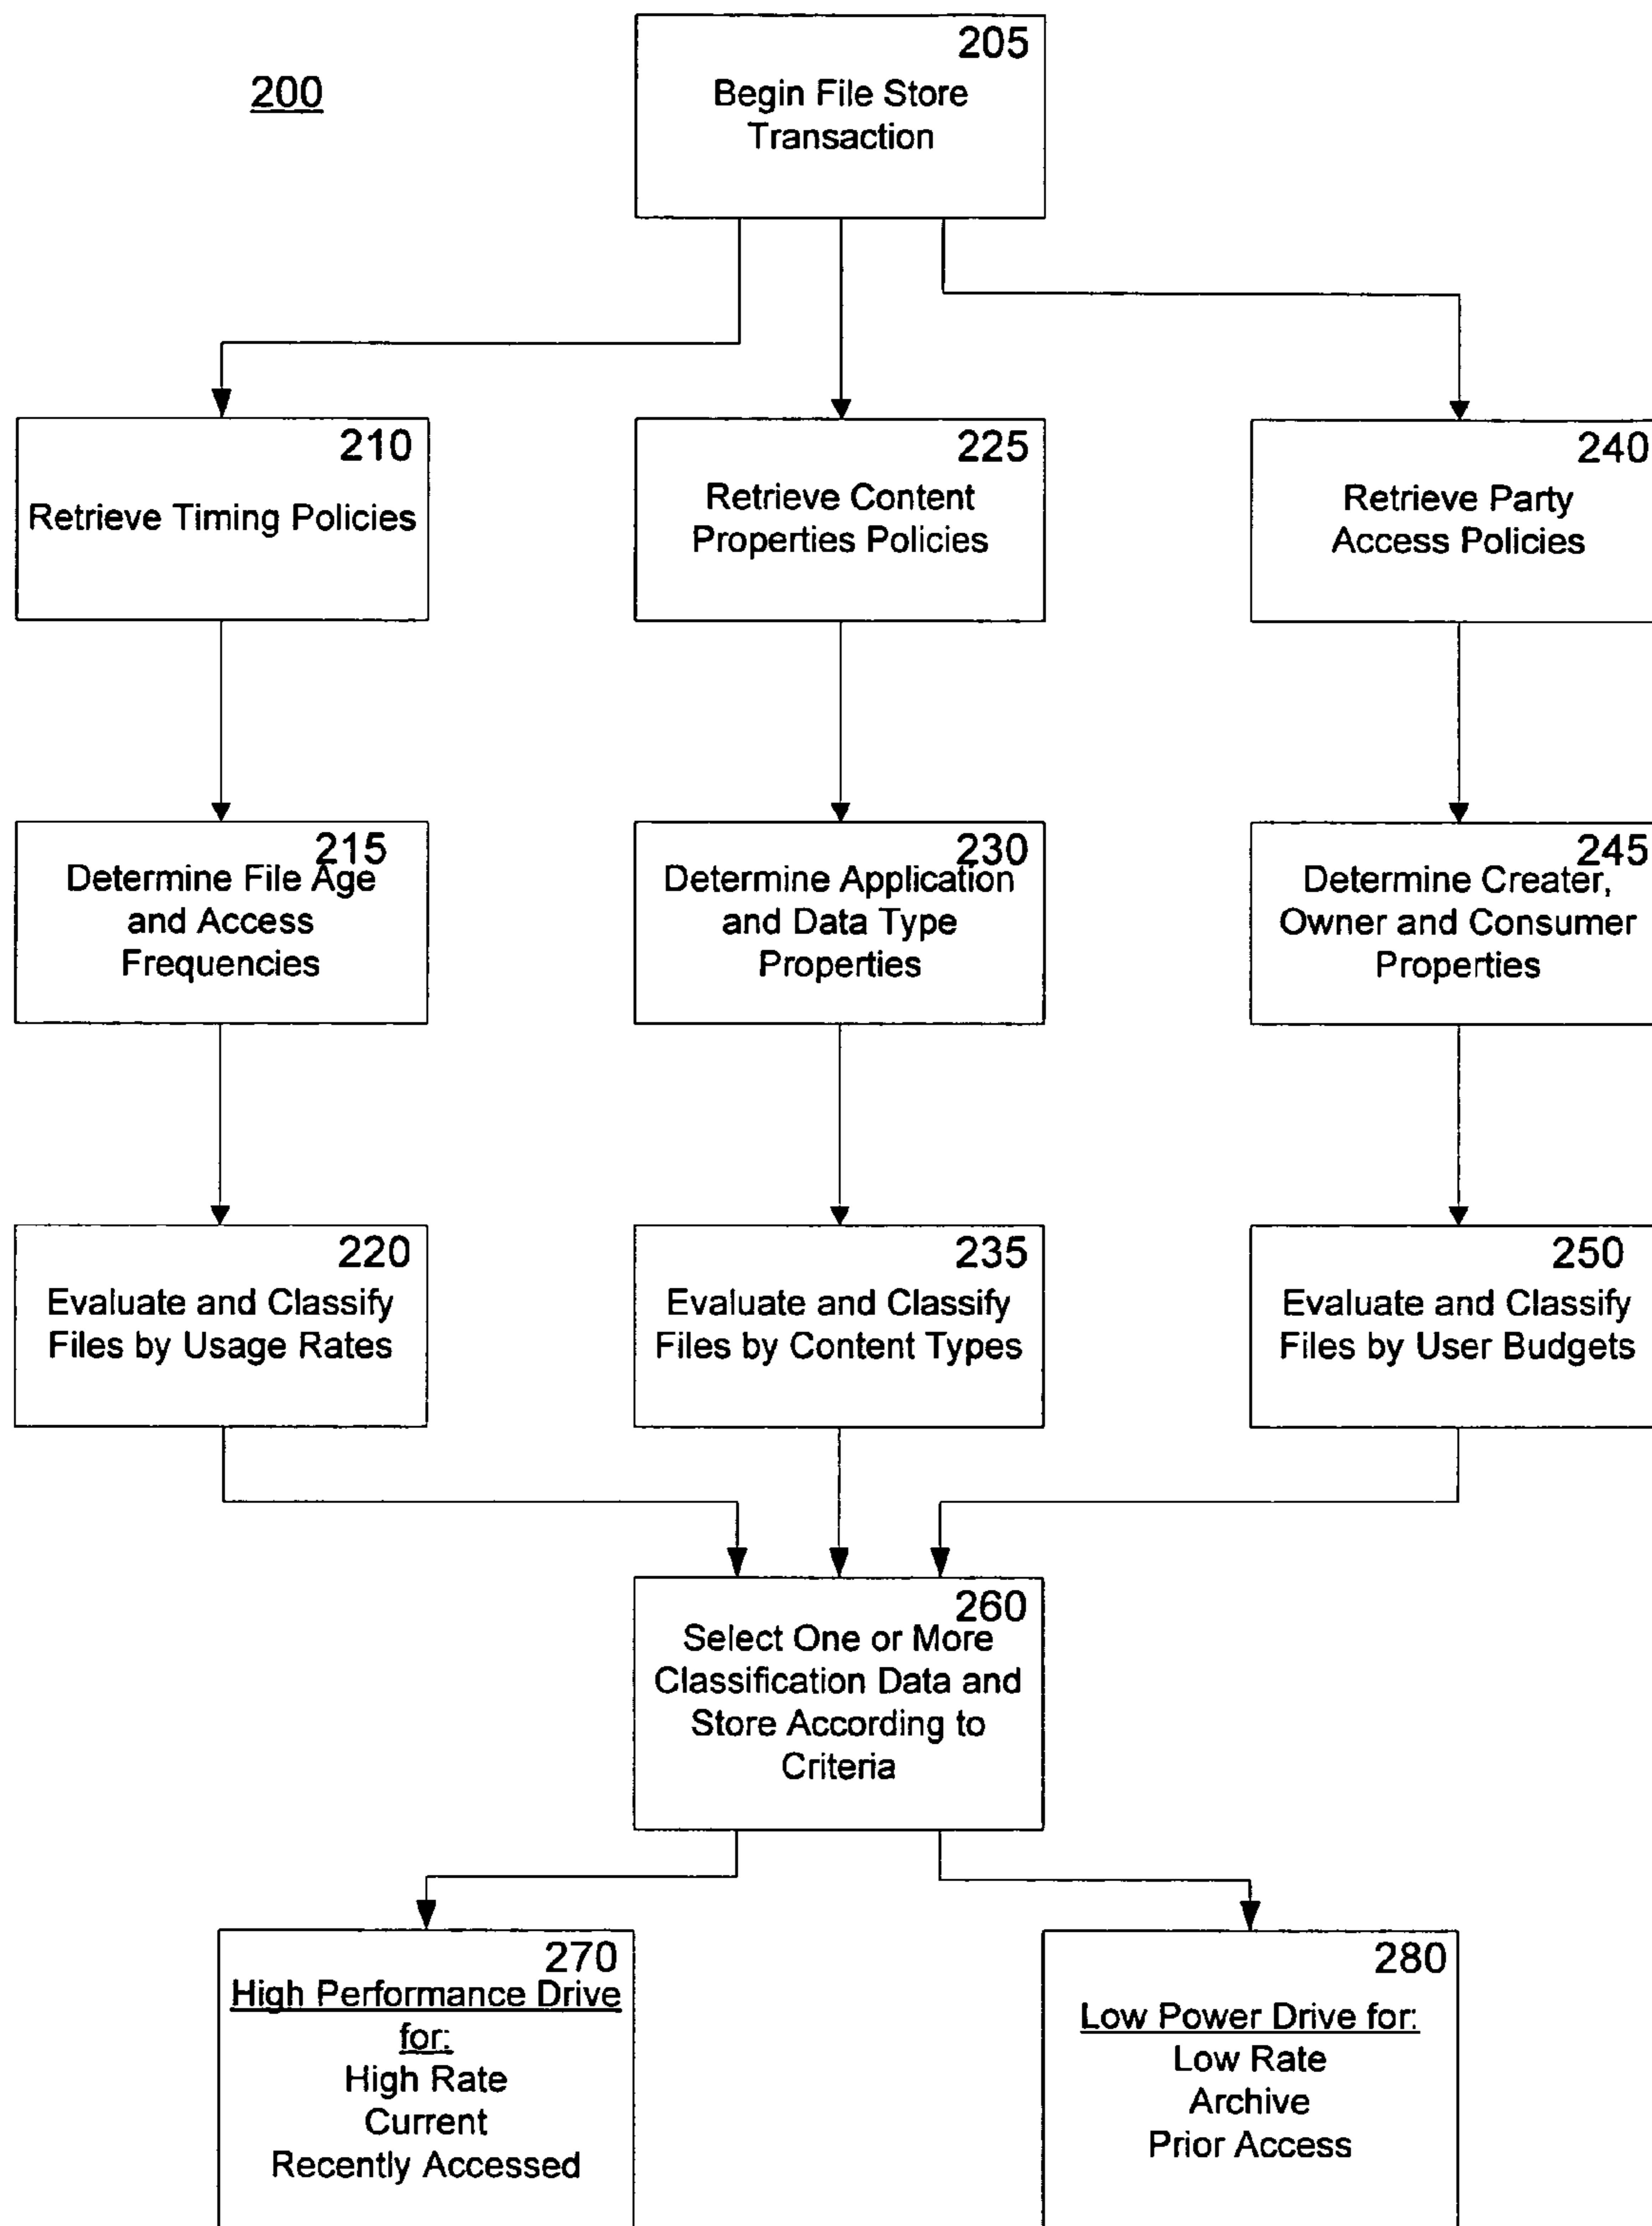 200
205
Begin File Store
Transaction
210
Retrieve Timing Policies
225
Retrieve Content
Properties Policies
240
Retrieve Party
Access Policies
215
Determine File Age
and Access
Frequencies
230
Determine Application
and Data Type
Properties
245
Determine Creater,
Owner and Consumer
Properties
220
Evaluate and Classify
Files by Usage Rates
235
Evaluate and Classify
Files by Content Types
250
Evaluate and Classify
Files by User Budgets
260
Select One or More
Classification Data and
Store According to
Criteria
270
High Performance Drive
for:
High Rate
Current
Recently Accessed
280
Low Power Drive for:
Low Rate
Archive
Prior Access